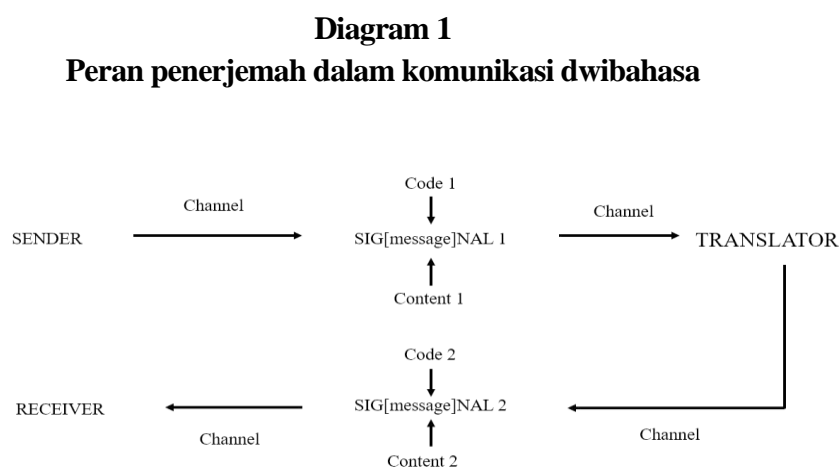 Diagram 1
Peran penerjemah dalam komunikasi dwibahasa
Code 1
Channel
Channel
SENDER
SIG[message]NAL 1
TRANSLATOR
Content 1
Code 2
RECEIVER
SIG[message]NAL 2
Channel
Channel
Content 2